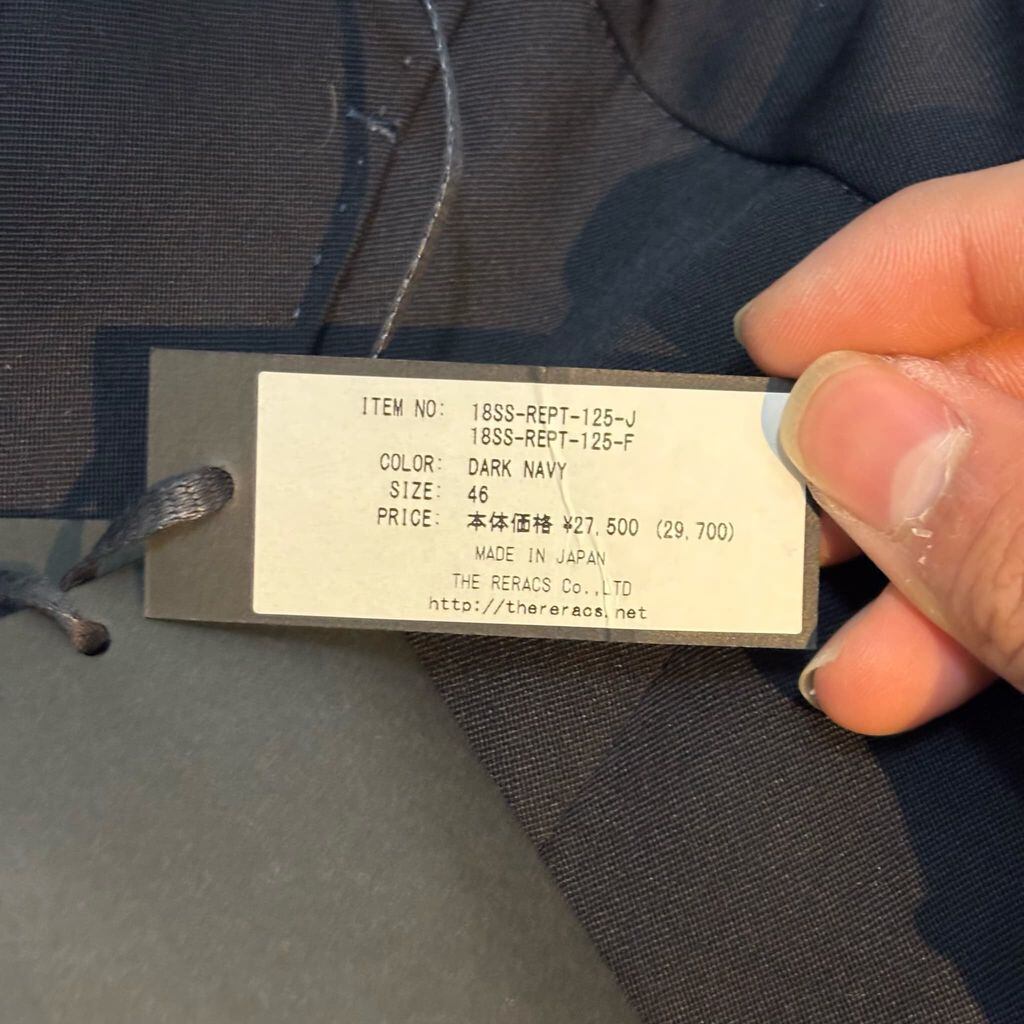 ITEM NO: 18SS-REPT-125-J
18SS-REPT-125-F
COLOR: DARK NAVY
SIZE: 46
PRICE: 本体価格 ¥27,500 (29,700)
MADE IN JAPAN
THE RERACS Co.,LTD
http://thereracs.net